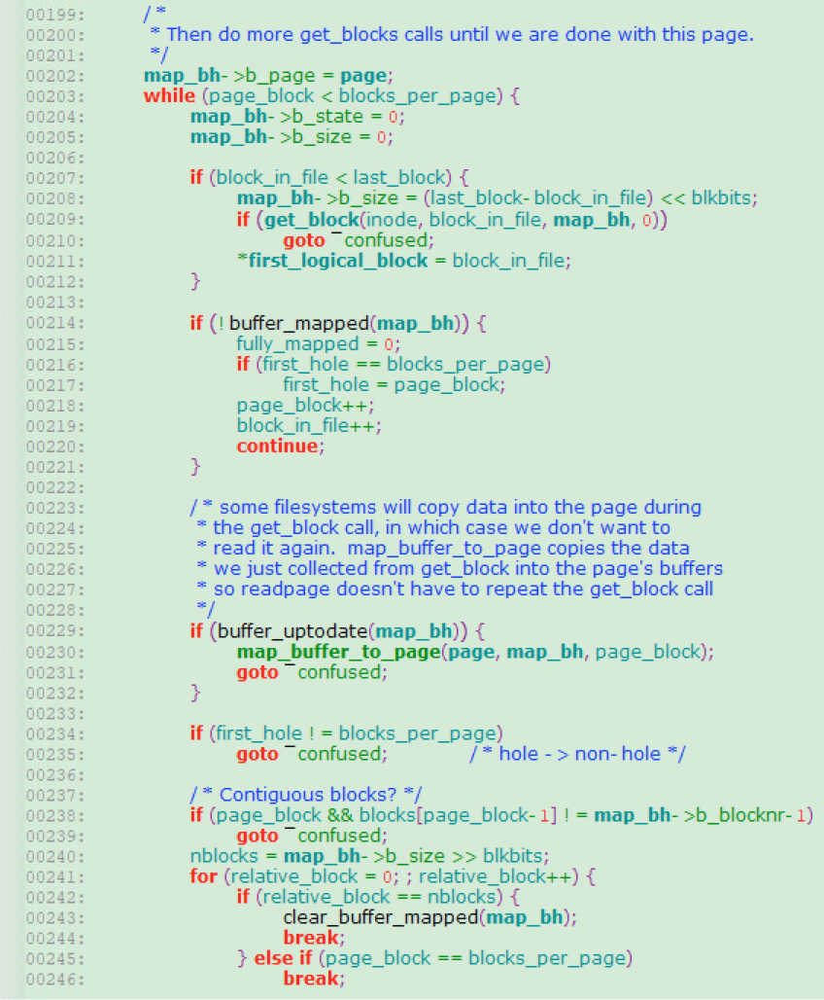 00199: /*
00200: * Then do more get_blocks calls until we are done with this page.
00201: */
00202: map_bh->b_page = page;
00203: while (page_block < blocks_per_page) {
00204: map_bh->b_state = 0;
00205: map_bh->b_size = 0;
00206:
00207: if (block_in_file < last_block) {
00208: map_bh->b_size = (last_block-block_in_file) << blkbits;
00209: if (get_block(inode, block_in_file, map_bh, 0))
00210: goto confused;
00211: *first_logical_block = block_in_file;
00212: }
00213:
00214: if (!buffer_mapped(map_bh)) {
00215: fully_mapped = 0;
00216: if (first_hole == blocks_per_page)
00217: first_hole = page_block;
00218: page_block++;
00219: block_in_file++;
00220: continue;
00221: }
00222:
00223: /* some filesystems will copy data into the page during
00224: * the get_block call, in which case we don't want to
00225: * read it again.  map_buffer_to_page copies the data
00226: * we just collected from get_block into the page's buffers
00227: * so readpage doesn't have to repeat the get_block call
00228: */
00229: if (buffer_uptodate(map_bh)) {
00230: map_buffer_to_page(page, map_bh, page_block);
00231: goto confused;
00232: }
00233:
00234: if (first_hole != blocks_per_page)
00235: goto confused; /* hole -> non-hole */
00236:
00237: /* Contiguous blocks? */
00238: if (page_block && blocks[page_block-1] != map_bh->b_blocknr-1)
00239: goto confused;
00240: nblocks = map_bh->b_size >> blkbits;
00241: for (relative_block = 0; ; relative_block++) {
00242: if (relative_block == nblocks) {
00243: clear_buffer_mapped(map_bh);
00244: break;
00245: } else if (page_block == blocks_per_page)
00246: break;